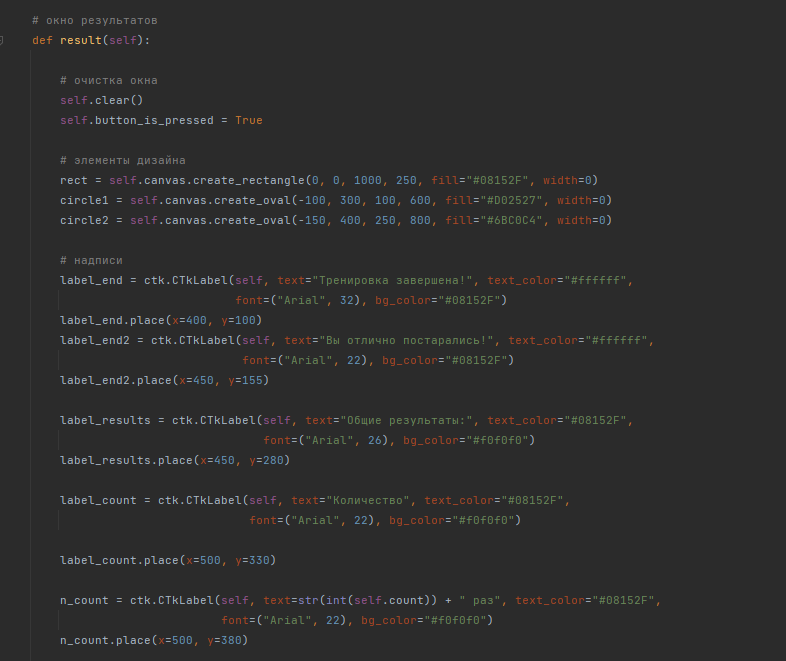 # окно результатов
def result(self):
# очистка окна
self.clear()
self.button_is_pressed = True
# элементы дизайна
rect = self.canvas.create_rectangle(0, 0, 1000, 250, fill="#08152F", width=0)
circle1 = self.canvas.create_oval(-100, 300, 100, 600, fill="#D02527", width=0)
circle2 = self.canvas.create_oval(-150, 400, 250, 800, fill="#6BC0C4", width=0)
# надписи
label_end = ctk.CTkLabel(self, text="Тренировка завершена!", text_color="#ffffff",
font=("Arial", 32), bg_color="#08152F")
label_end.place(x=400, y=100)
label_end2 = ctk.CTkLabel(self, text="Вы отлично постарались!", text_color="#ffffff",
font=("Arial", 22), bg_color="#08152F")
label_end2.place(x=450, y=155)
label_results = ctk.CTkLabel(self, text="Общие результаты:", text_color="#08152F",
font=("Arial", 26), bg_color="#f0f0f0")
label_results.place(x=450, y=280)
label_count = ctk.CTkLabel(self, text="Количество", text_color="#08152F",
font=("Arial", 22), bg_color="#f0f0f0")
label_count.place(x=500, y=330)
n_count = ctk.CTkLabel(self, text=str(int(self.count)) + " раз", text_color="#08152F",
font=("Arial", 22), bg_color="#f0f0f0")
n_count.place(x=500, y=380)